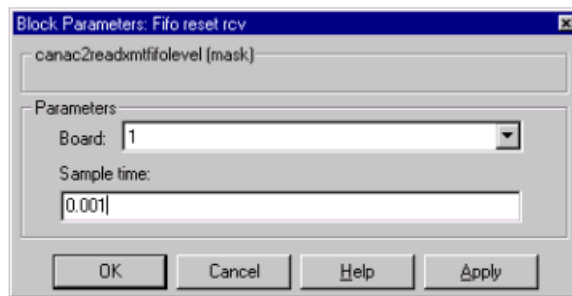 Block Parameters: Fifo reset rcv
canac2readxmtfifolevel (mask)
Parameters
Board: 1
Sample time:
0.001
OK Cancel Help Apply